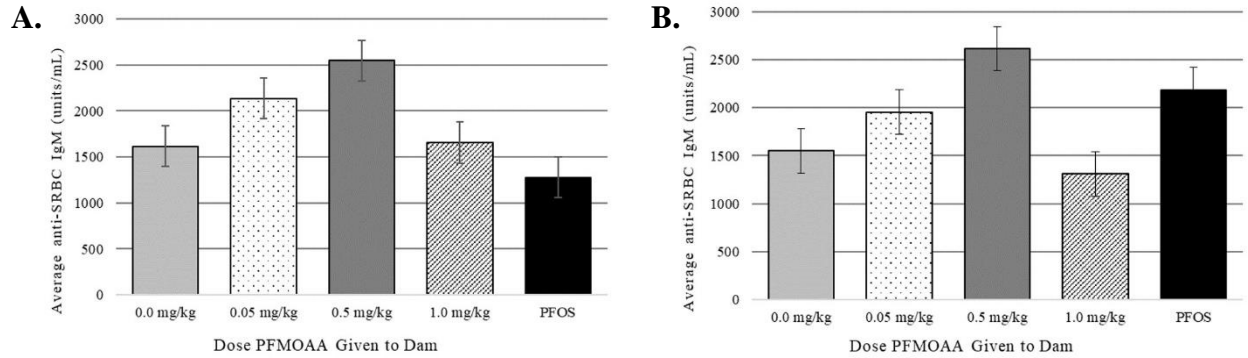 A.
3000
2500
2000
1500
1000
500
0
Average anti-SRBC IgM (units/mL)
0.0 mg/kg 0.05 mg/kg 0.5 mg/kg 1.0 mg/kg PFOS
Dose PFMOAA Given to Dam
B.
3000
2500
2000
1500
1000
500
0
Average anti-SRBC IgM (units/mL)
0.0 mg/kg 0.05 mg/kg 0.5 mg/kg 1.0 mg/kg PFOS
Dose PFMOAA Given to Dam